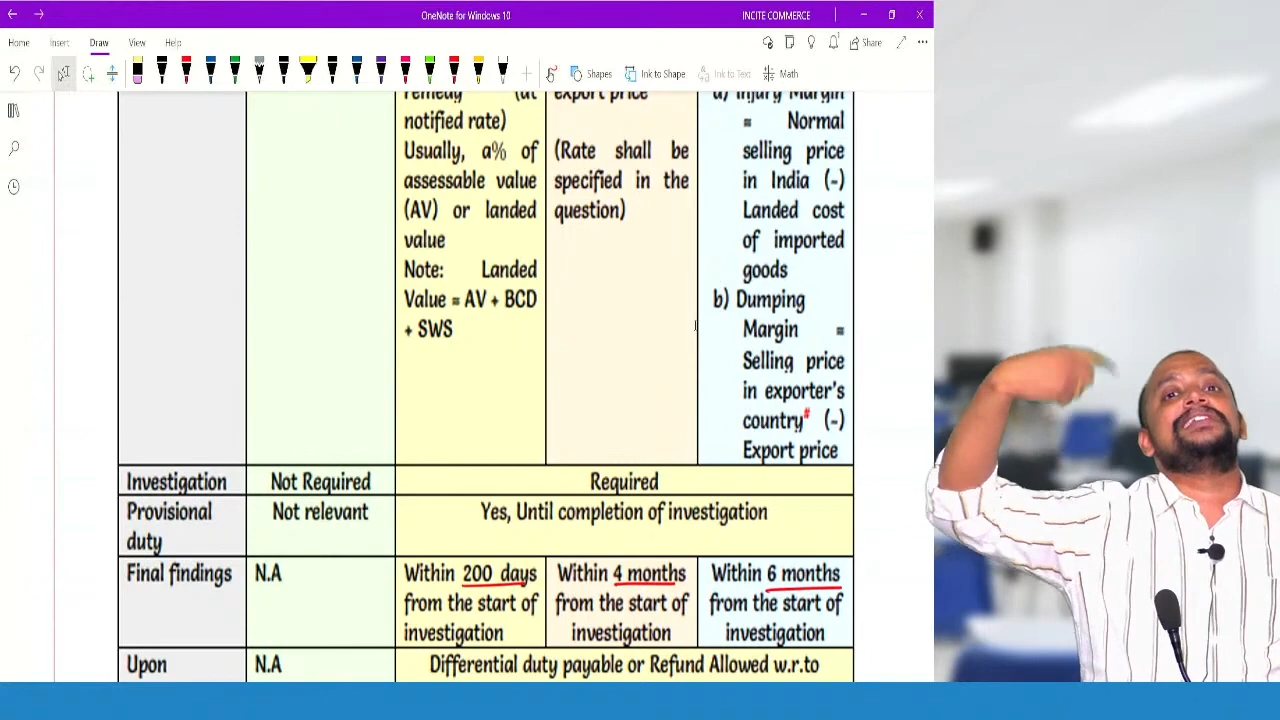 OneNote for Windows 10
INCITE COMMERCE
Home
Insert
Draw
View
Help
Share
Shapes
Ink to Shape
Ink to Text
Math
remedy (at
notified rate)
Usually, a% of
assessable value
(AV) or landed
value
Note: Landed
Value = AV + BCD
+ SWS
export price
(Rate shall be
specified in the
question)
a) Injury Margin
= Normal
selling price
in India (-)
Landed cost
of imported
goods
b) Dumping
Margin =
Selling price
in exporter's
country# (-)
Export price
Investigation
Not Required
Required
Provisional
duty
Not relevant
Yes, Until completion of investigation
Final findings
N.A
Within 200 days
from the start of
investigation
Within 4 months
from the start of
investigation
Within 6 months
from the start of
investigation
Upon
N.A
Differential duty payable or Refund Allowed w.r.to